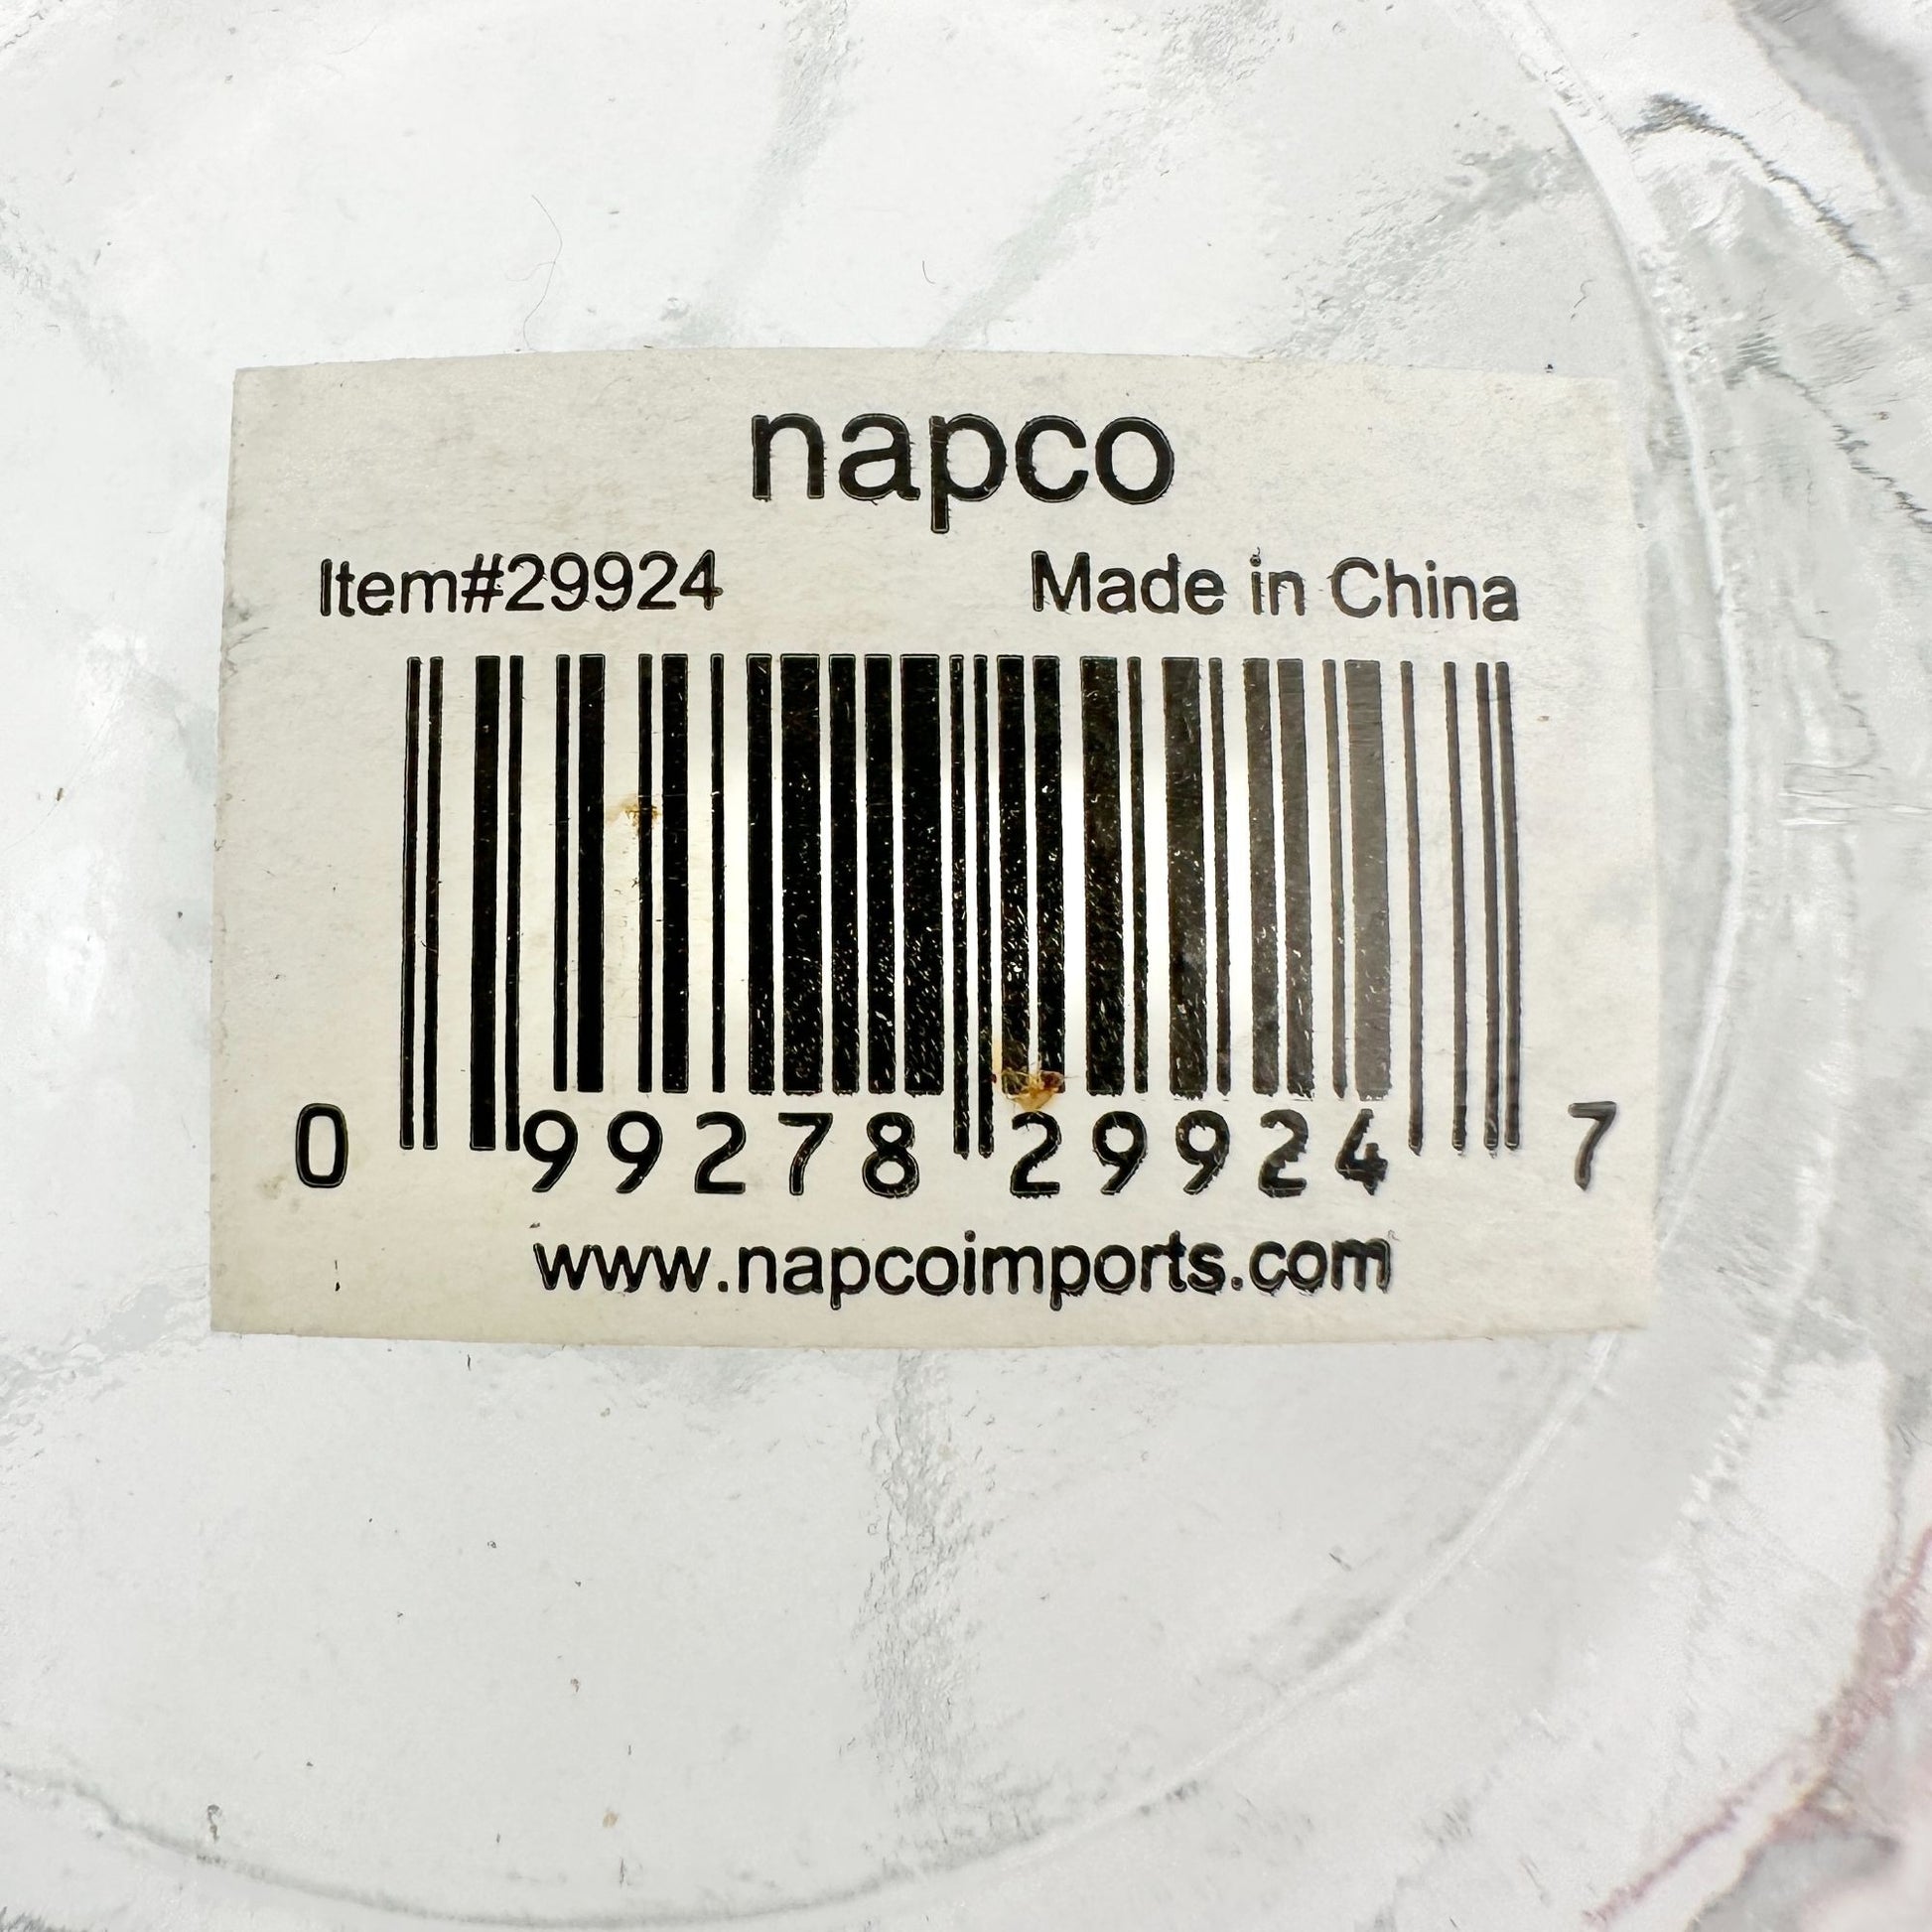 napco
Item#29924 Made in China
0 99278 29924 7
www.napcoimports.com